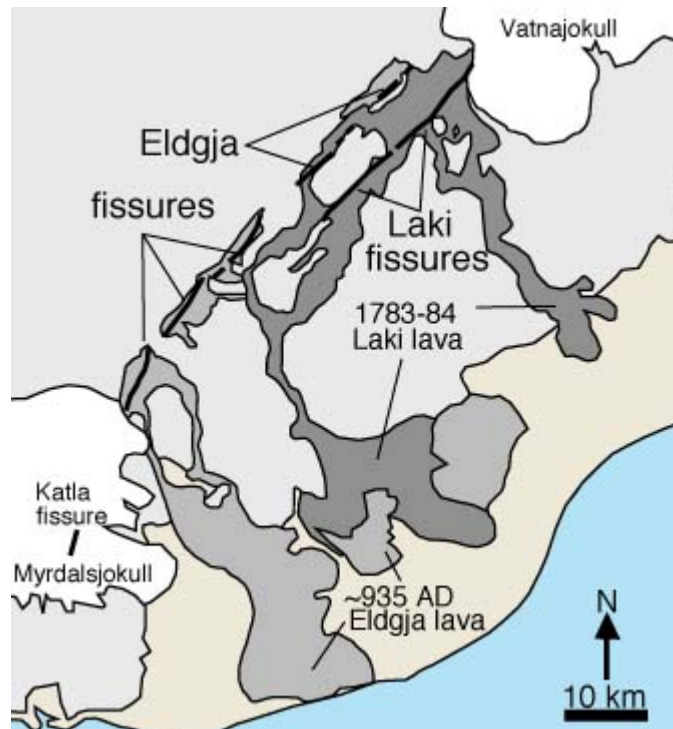 Vatnajokull
Eldgja
fissures
Laki
fissures
1783-84
Laki lava
Katla
fissure
Myrdalsjokull
~935 AD
Eldgja lava
N
10 km